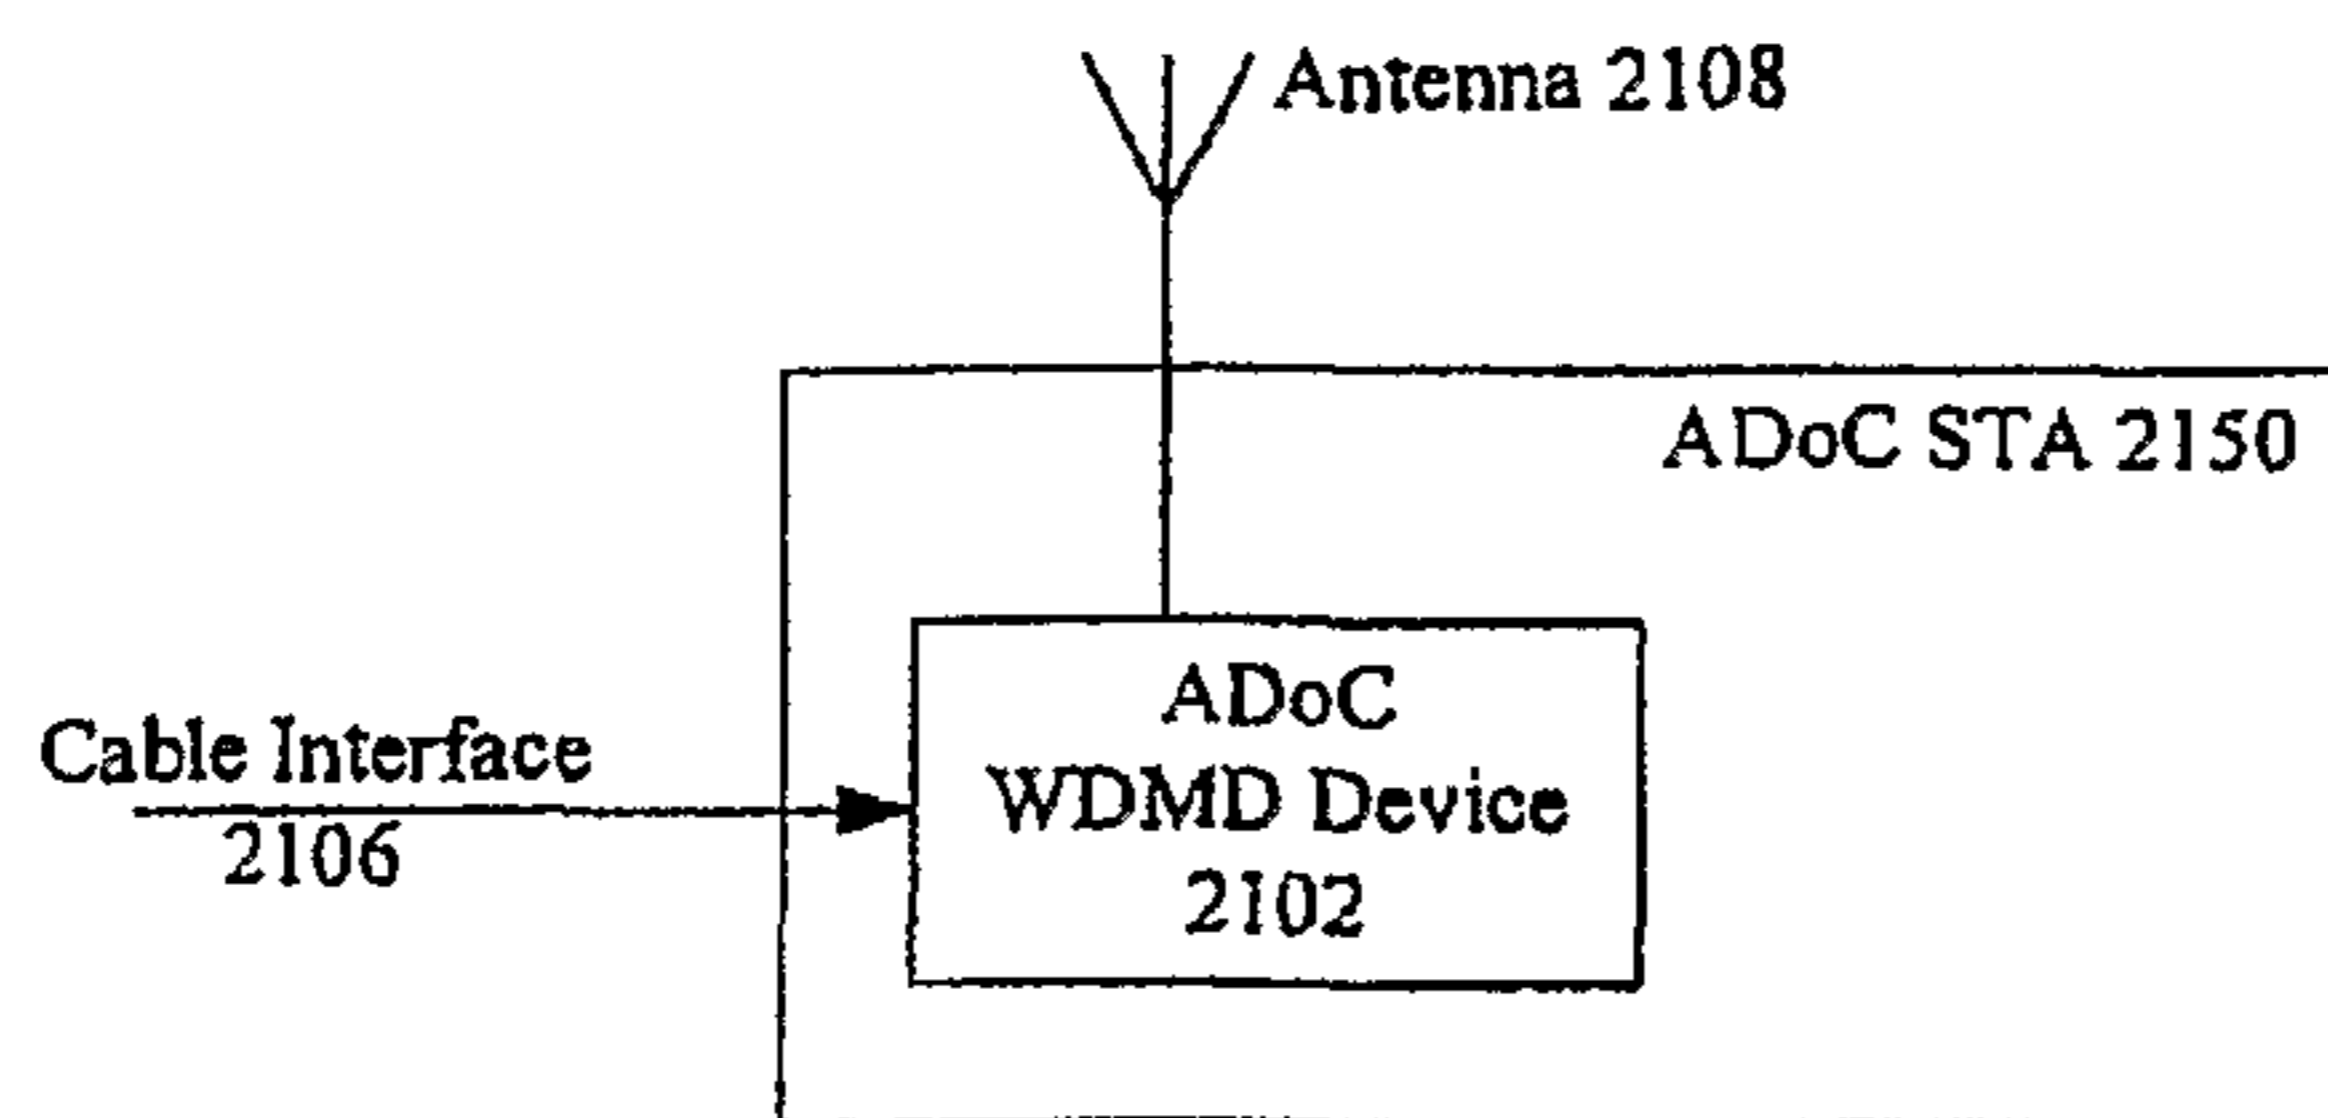 Antenna 2108
ADoC STA 2150
ADoC
WDMD Device
2102
Cable Interface
2106